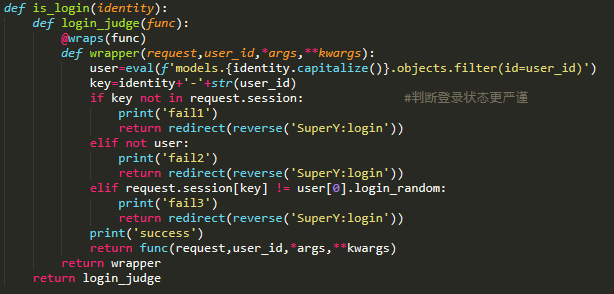 def is_login(identity):
    def login_judge(func):
        @wraps(func)
        def wrapper(request,user_id,*args,**kwargs):
            user=eval(f'models.{identity.capitalize()}.objects.filter(id=user_id)')
            key=identity+'-'+str(user_id)
            if key not in request.session:              #判断登录状态更严谨
                print('fail1')
                return redirect(reverse('SuperY:login'))
            elif not user:
                print('fail2')
                return redirect(reverse('SuperY:login'))
            elif request.session[key] != user[0].login_random:
                print('fail3')
                return redirect(reverse('SuperY:login'))
            print('success')
            return func(request,user_id,*args,**kwargs)
        return wrapper
    return login_judge